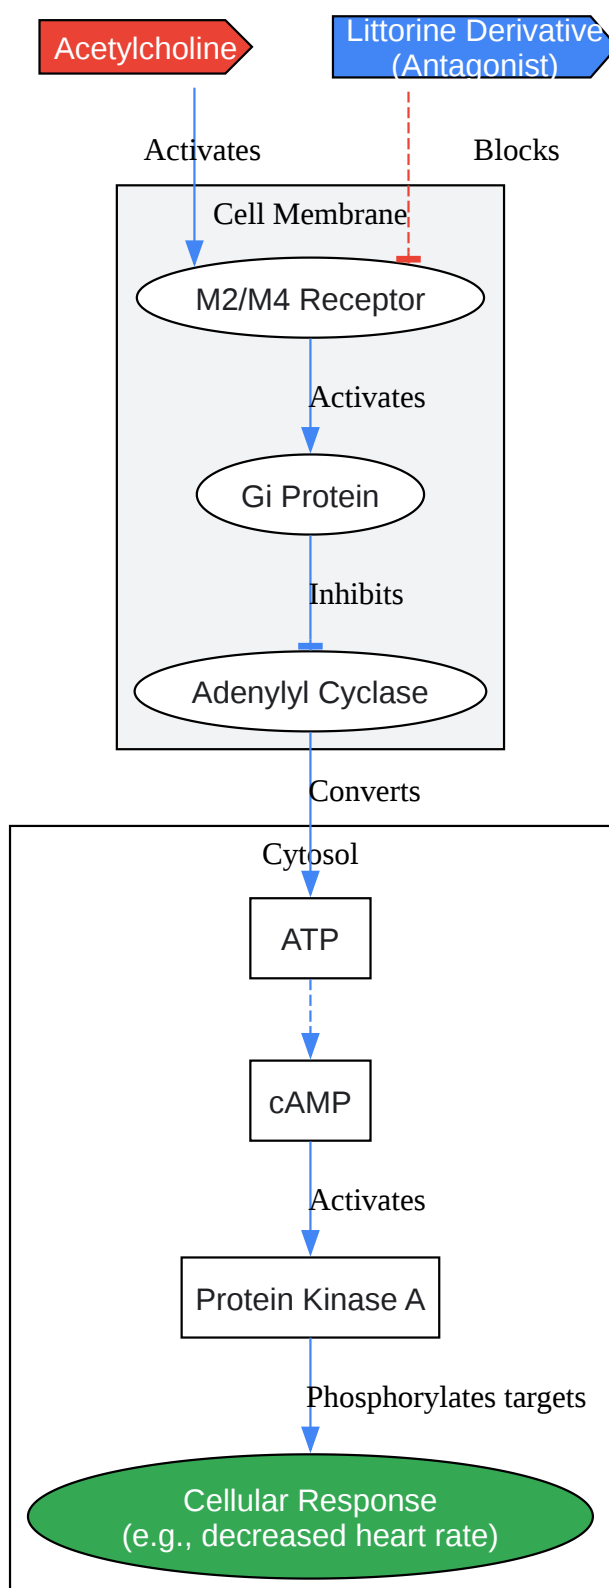 Acetylcholine
Littorine Derivative
(Antagonist)
Activates
Blocks
Cell Membrane
M2/M4 Receptor
Activates
Gi Protein
Inhibits
Adenylyl Cyclase
Converts
Cytosol
ATP
cAMP
Activates
Protein Kinase A
Phosphorylates targets
Cellular Response
(e.g., decreased heart rate)